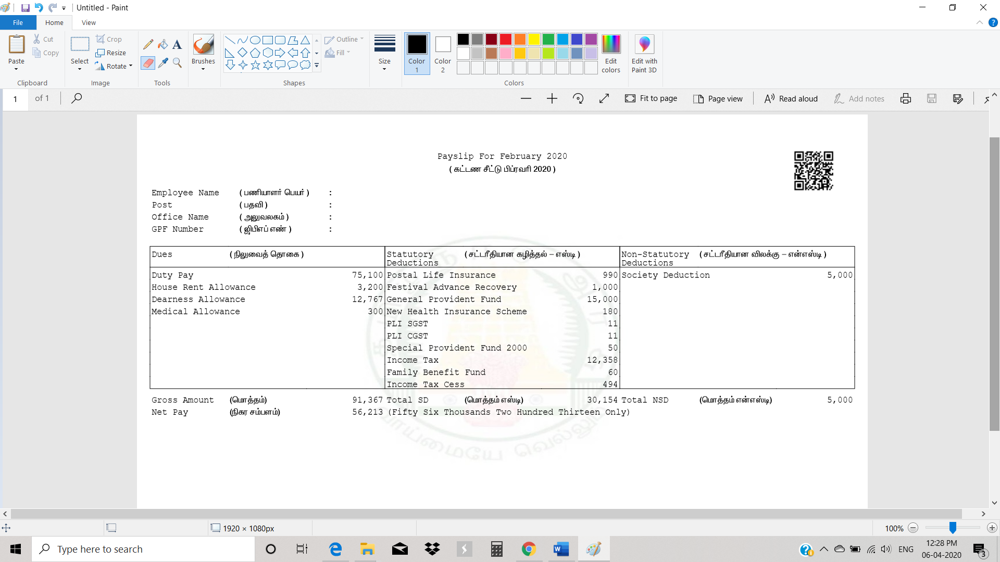 Untitled - Paint
File Home View
Paste Cut Copy Clipboard
Select Crop Resize Rotate Image
Tools
Brushes
Outline Fill Shapes
Size
Color 1 Color 2 Edit colors Colors
Edit with Paint 3D
1 of 1 Fit to page Page view Read aloud Add notes
Payslip For February 2020
( கட்டண சீட்டு பிப்ரவரி 2020 )
Employee Name ( பணியாளர் பெயர் ) :
Post ( பதவி ) :
Office Name ( அலுவலகம் ) :
GPF Number ( ஜிபிஎப் எண் ) :
Dues ( நிலுவைத் தொகை ) Statutory Deductions ( சட்டரீதியான கழித்தல் – எஸ்டி ) Non-Statutory Deductions ( சட்டரீதியான விலக்கு – என்எஸ்டி )
Duty Pay 75,100 Postal Life Insurance 990 Society Deduction 5,000
House Rent Allowance 3,200 Festival Advance Recovery 1,000
Dearness Allowance 12,767 General Provident Fund 15,000
Medical Allowance 300 New Health Insurance Scheme 180
PLI SGST 11
PLI CGST 11
Special Provident Fund 2000 50
Income Tax 12,358
Family Benefit Fund 60
Income Tax Cess 494
Gross Amount (மொத்தம்) 91,367 Total SD (மொத்தம் எஸ்டி) 30,154 Total NSD (மொத்தம் என்எஸ்டி) 5,000
Net Pay (நிகர சம்பளம்) 56,213 (Fifty Six Thousands Two Hundred Thirteen Only)
வாய்மையே வெல்லும்
1920 × 1080px 100%
Type here to search ENG 12:28 PM
06-04-2020 3